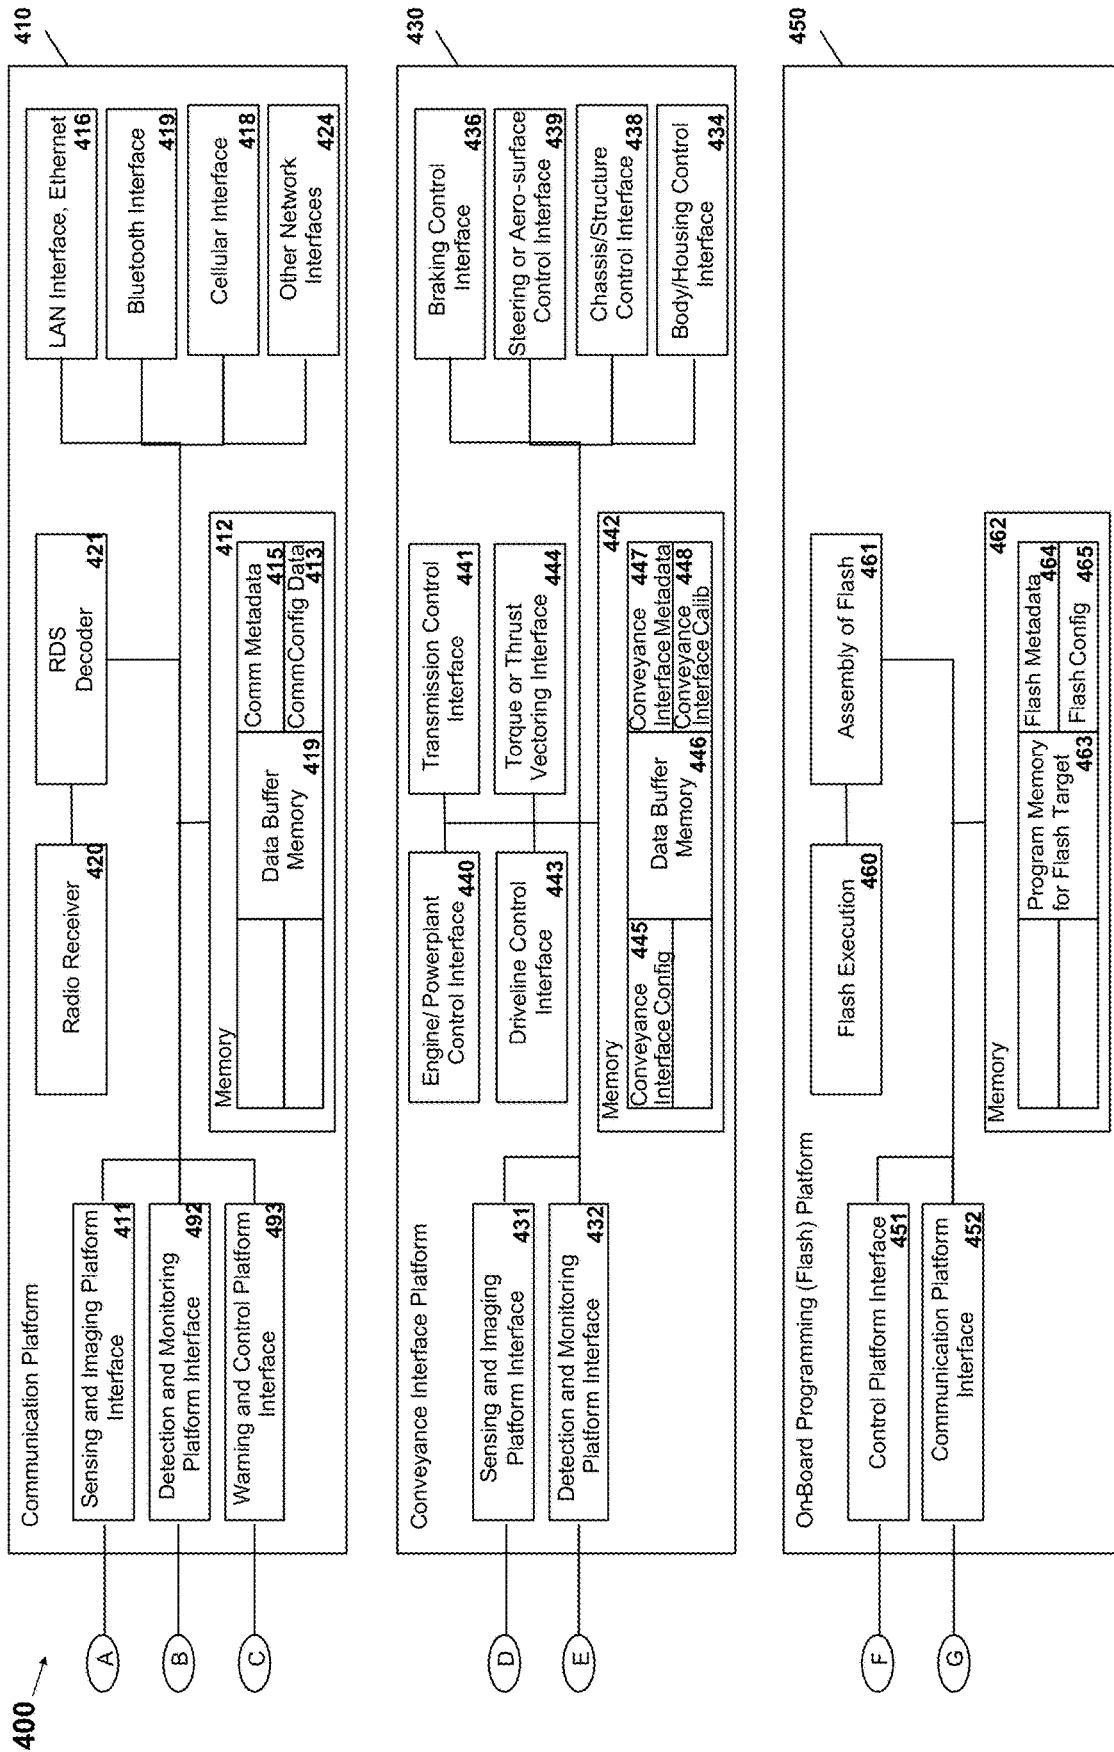 400
410
Communication Platform
A
Sensing and Imaging Platform
Interface
411
B
Detection and Monitoring
Platform Interface
492
C
Warning and Control Platform
Interface
493
Radio Receiver
420
RDS
Decoder
421
Memory
412
Data Buffer
Memory
419
Comm Metadata
415
CommConfig Data
413
LAN Interface, Ethernet
416
Bluetooth Interface
419
Cellular Interface
418
Other Network
Interfaces
424
430
Conveyance Interface Platform
D
Sensing and Imaging
Platform Interface
431
E
Detection and Monitoring
Platform Interface
432
Engine/ Powerplant
Control Interface
440
Transmission Control
Interface
441
Driveline Control
Interface
443
Torque or Thrust
Vectoring Interface
444
Memory
442
Conveyance
Interface Config
445
Data Buffer
Memory
446
Conveyance
Interface Metadata
447
Conveyance
Interface Calib
448
Braking Control
Interface
436
Steering or Aero-surface
Control Interface
439
Chassis/Structure
Control Interface
438
Body/Housing Control
Interface
434
450
On-Board Programming (Flash) Platform
F
Control Platform Interface
451
G
Communication Platform
Interface
452
Flash Execution
460
Assembly of Flash
461
Memory
462
Program Memory
for Flash Target
463
Flash Metadata
464
Flash Config
465